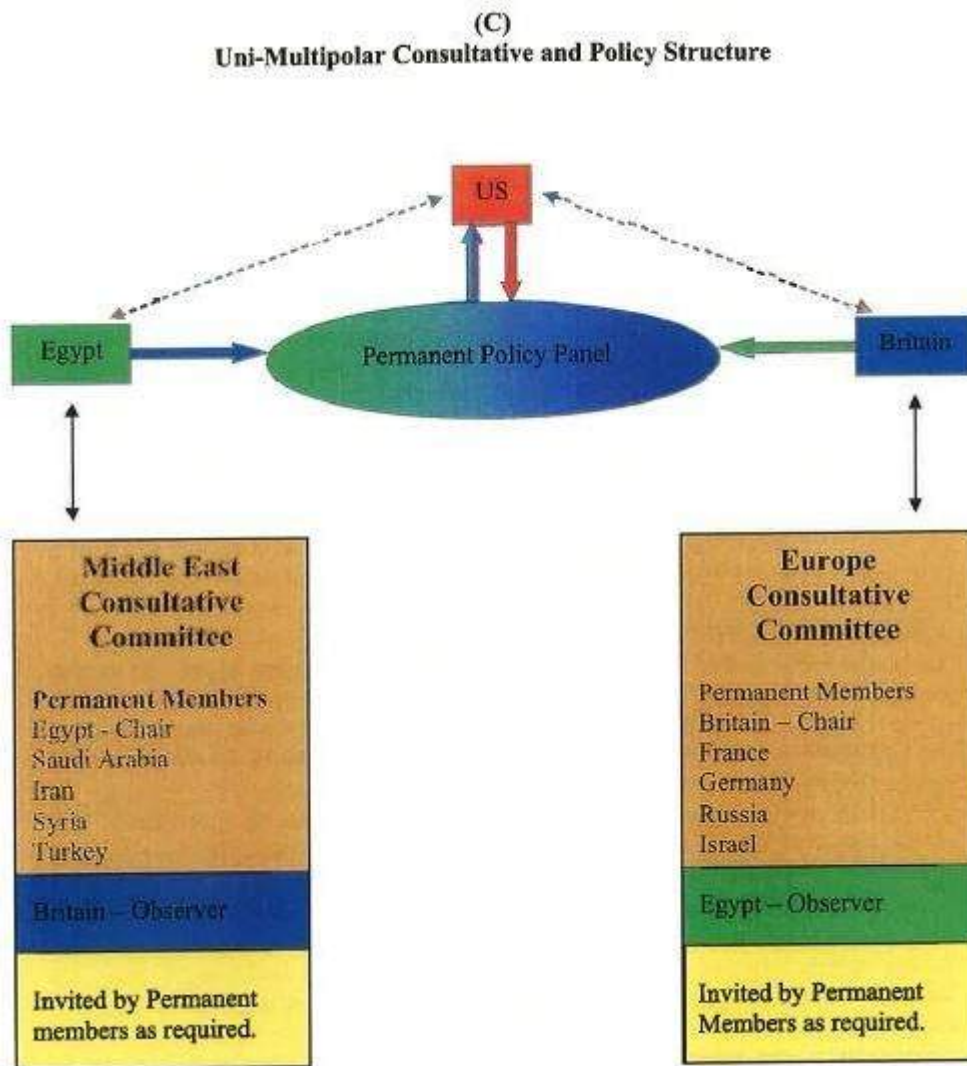 (C)
Uni-Multipolar Consultative and Policy Structure
US
Egypt
Permanent Policy Panel
Britain
Middle East
Consultative
Committee
Permanent Members
Egypt - Chair
Saudi Arabia
Iran
Syria
Turkey
Britain – Observer
Invited by Permanent
members as required.
Europe
Consultative
Committee
Permanent Members
Britain – Chair
France
Germany
Russia
Israel
Egypt – Observer
Invited by Permanent
Members as required.